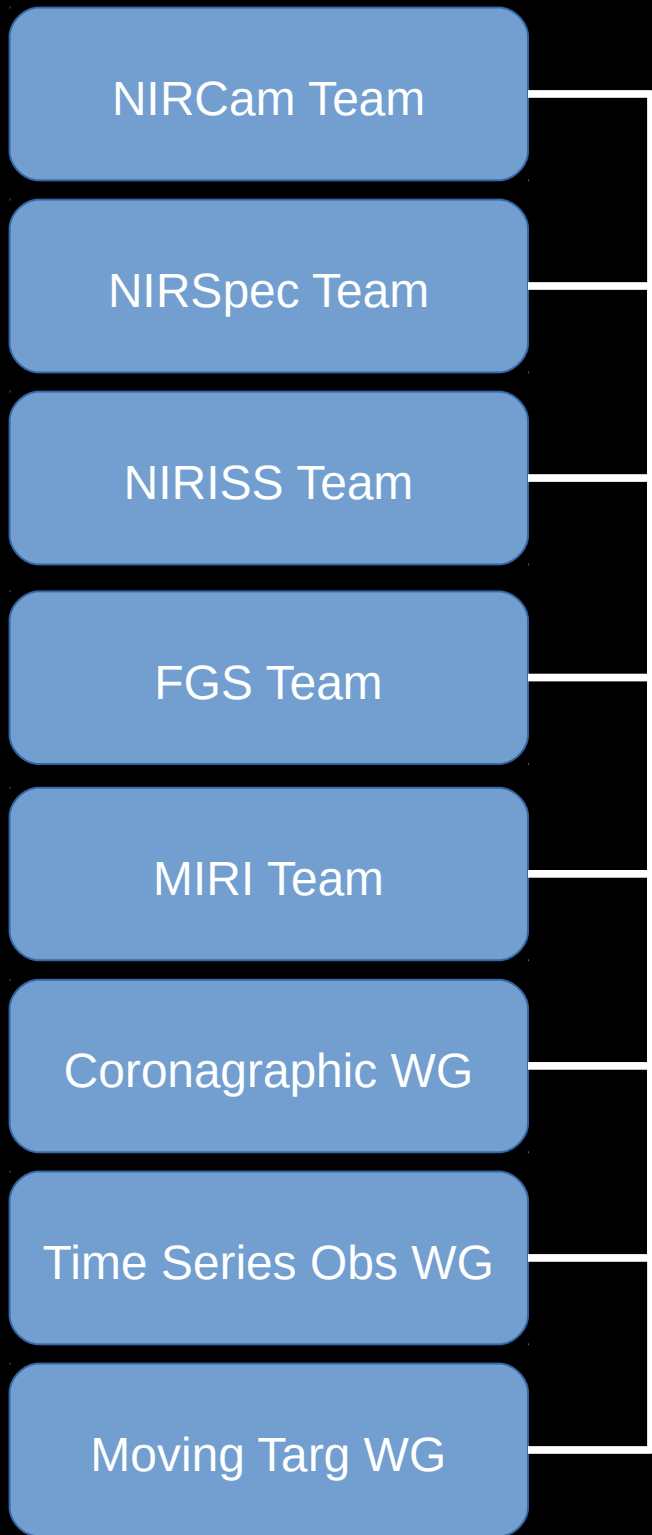 NIRCam Team
NIRSpec Team
NIRISS Team
FGS Team
MIRI Team
Coronagraphic WG
Time Series Obs WG
Moving Targ WG